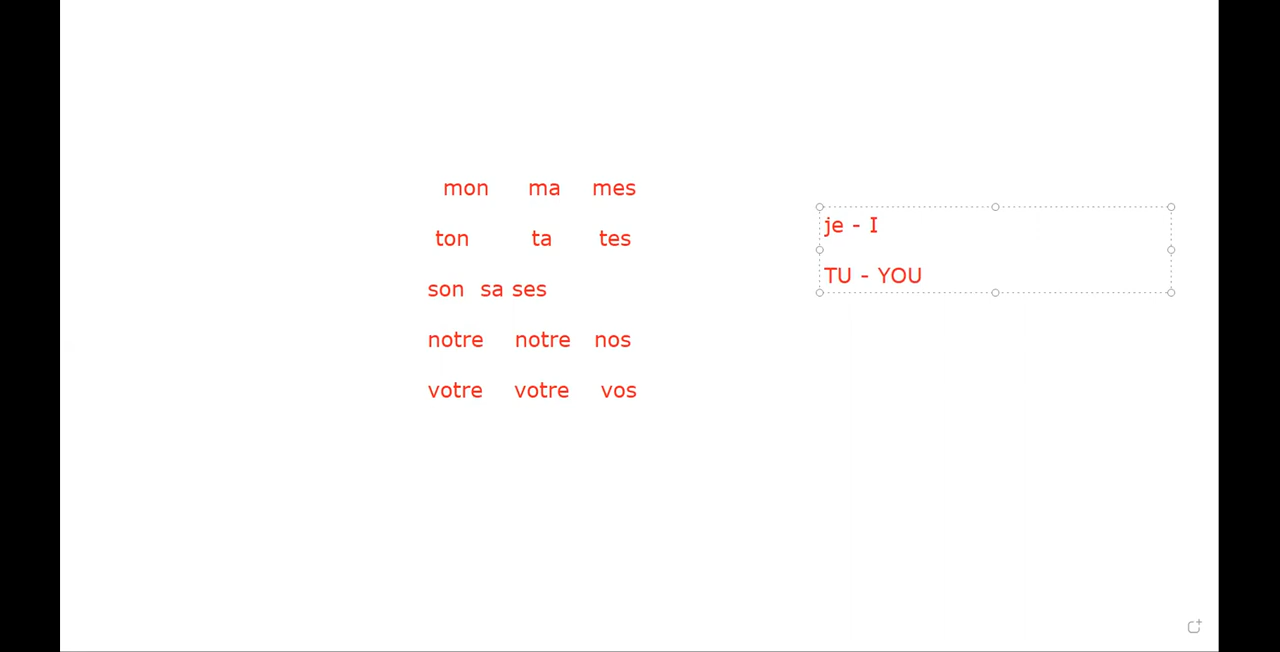 mon ma mes
ton ta tes
son sa ses
notre notre nos
votre votre vos
je - I
TU - YOU